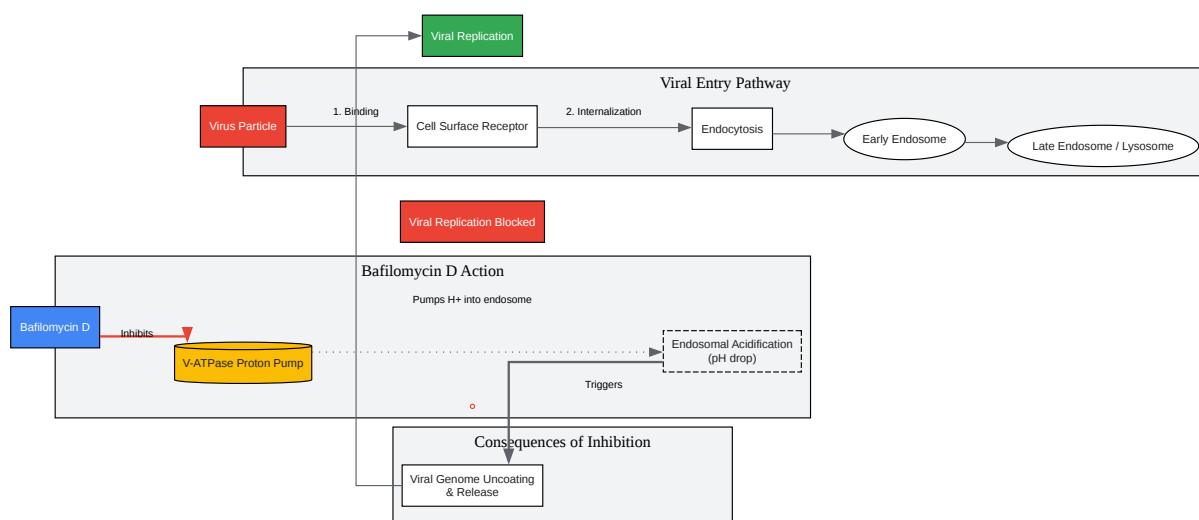 Viral Replication
Viral Entry Pathway
Virus Particle
1. Binding
Cell Surface Receptor
2. Internalization
Endocytosis
Early Endosome
Late Endosome / Lysosome
Viral Replication Blocked
Bafilomycin D Action
Pumps H+ into endosome
Bafilomycin D
Inhibits
V-ATPase Proton Pump
Endosomal Acidification
(pH drop)
Triggers
Consequences of Inhibition
Viral Genome Uncoating
& Release